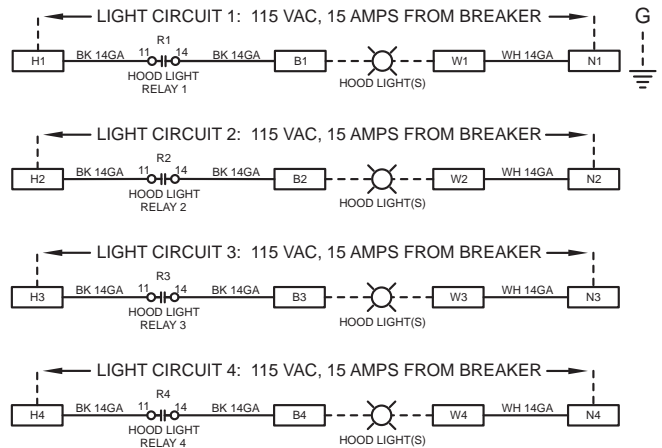 LIGHT CIRCUIT 1: 115 VAC, 15 AMPS FROM BREAKER
G
R1
H1 BK 14GA 11 14 BK 14GA B1 W1 WH 14GA N1
HOOD LIGHT
RELAY 1
HOOD LIGHT(S)
LIGHT CIRCUIT 2: 115 VAC, 15 AMPS FROM BREAKER
R2
H2 BK 14GA 11 14 BK 14GA B2 W2 WH 14GA N2
HOOD LIGHT
RELAY 2
HOOD LIGHT(S)
LIGHT CIRCUIT 3: 115 VAC, 15 AMPS FROM BREAKER
R3
H3 BK 14GA 11 14 BK 14GA B3 W3 WH 14GA N3
HOOD LIGHT
RELAY 3
HOOD LIGHT(S)
LIGHT CIRCUIT 4: 115 VAC, 15 AMPS FROM BREAKER
R4
H4 BK 14GA 11 14 BK 14GA B4 W4 WH 14GA N4
HOOD LIGHT
RELAY 4
HOOD LIGHT(S)